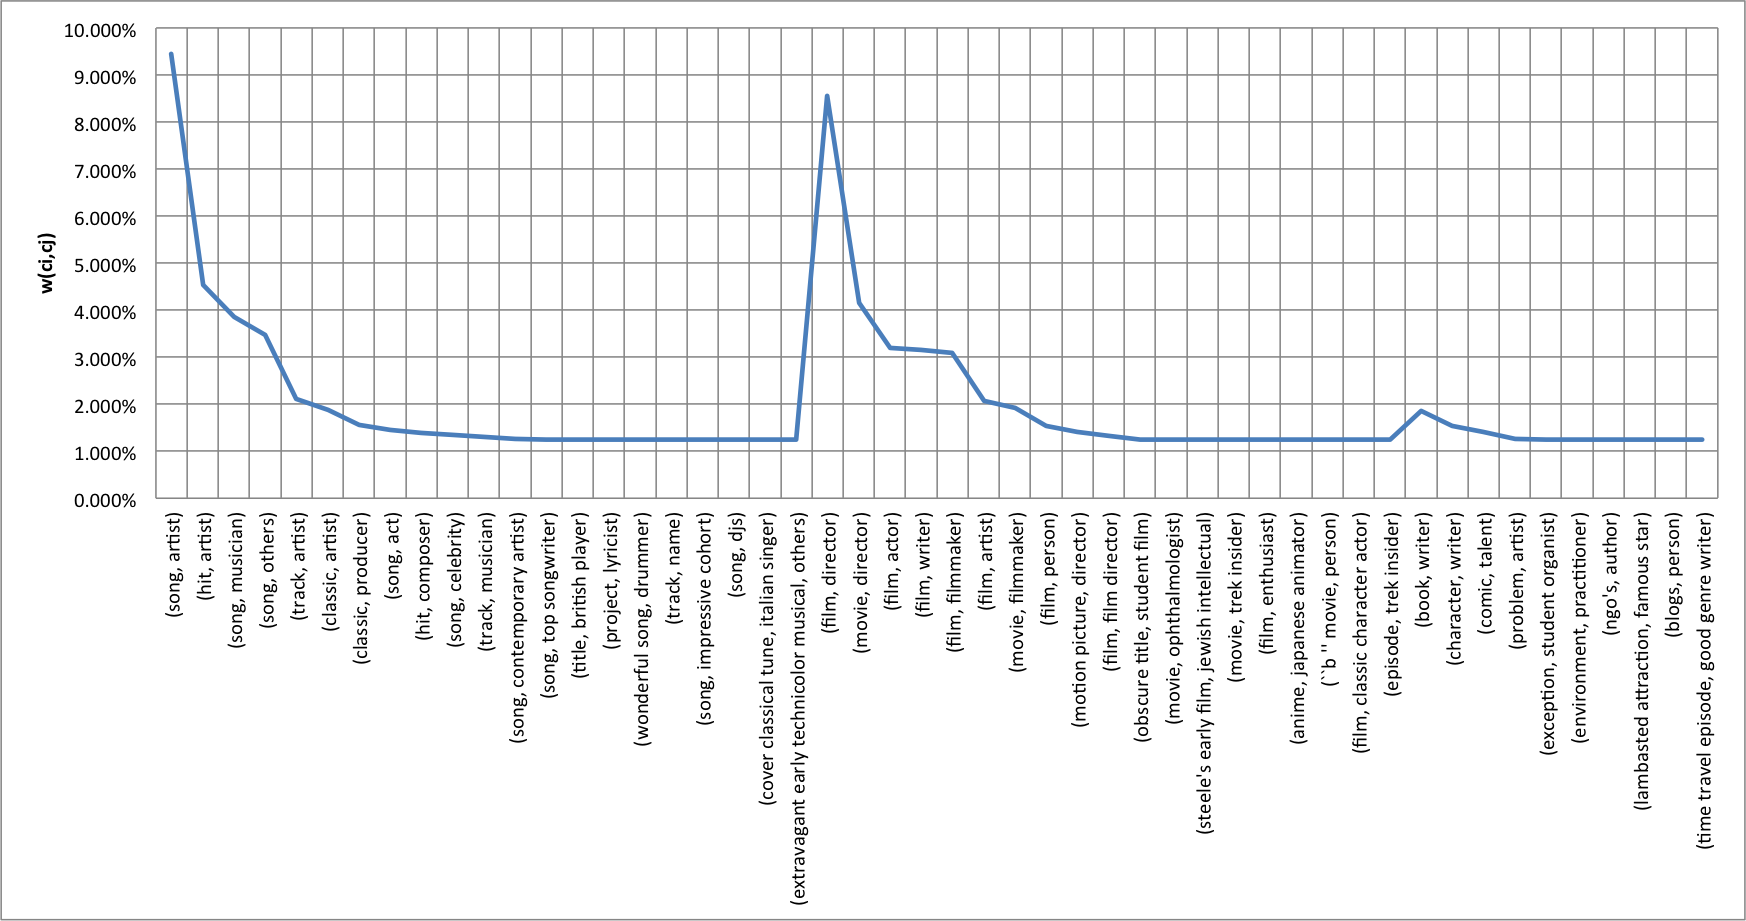 10.000%
9.000%
8.000%
7.000%
6.000%
5.000%
4.000%
3.000%
2.000%
1.000%
0.000%
w(ci,cj)
(song, artist)
(hit, artist)
(song, musician)
(song, others)
(track, artist)
(classic, artist)
(classic, producer)
(song, act)
(hit, composer)
(song, celebrity)
(track, musician)
(song, contemporary artist)
(song, top songwriter)
(title, british player)
(project, lyricist)
(wonderful song, drummer)
(track, name)
(song, impressive cohort)
(song, djs)
(cover classical tune, italian singer)
(extravagant early technicolor musical, others)
(film, director)
(movie, director)
(film, actor)
(film, writer)
(film, filmmaker)
(film, artist)
(movie, filmmaker)
(film, person)
(motion picture, director)
(film, film director)
(obscure title, student film)
(movie, ophthalmologist)
(steele's early film, jewish intellectual)
(movie, trek insider)
(film, enthusiast)
(anime, japanese animator)
(``b '' movie, person)
(film, classic character actor)
(episode, trek insider)
(book, writer)
(character, writer)
(comic, talent)
(problem, artist)
(exception, student organist)
(environment, practitioner)
(ngo's, author)
(lambasted attraction, famous star)
(blogs, person)
(time travel episode, good genre writer)